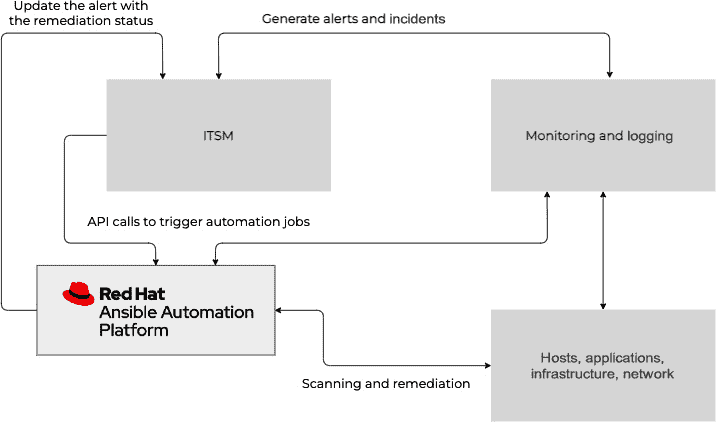 Update the alert with
the remediation status
Generate alerts and incidents
ITSM
Monitoring and logging
API calls to trigger automation jobs
Red Hat
Ansible Automation
Platform
Hosts, applications,
infrastructure, network
Scanning and remediation